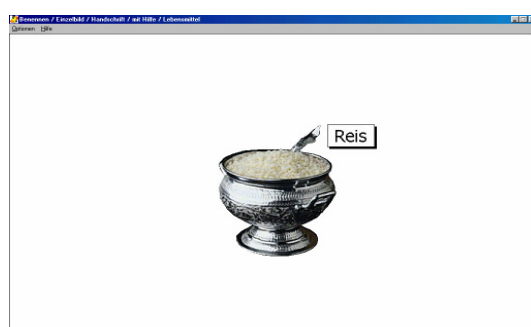 Benennen / Einzelbild / Handschrift / mit Hilfe / Lebensmittel
Optionen Hilfe
Reis